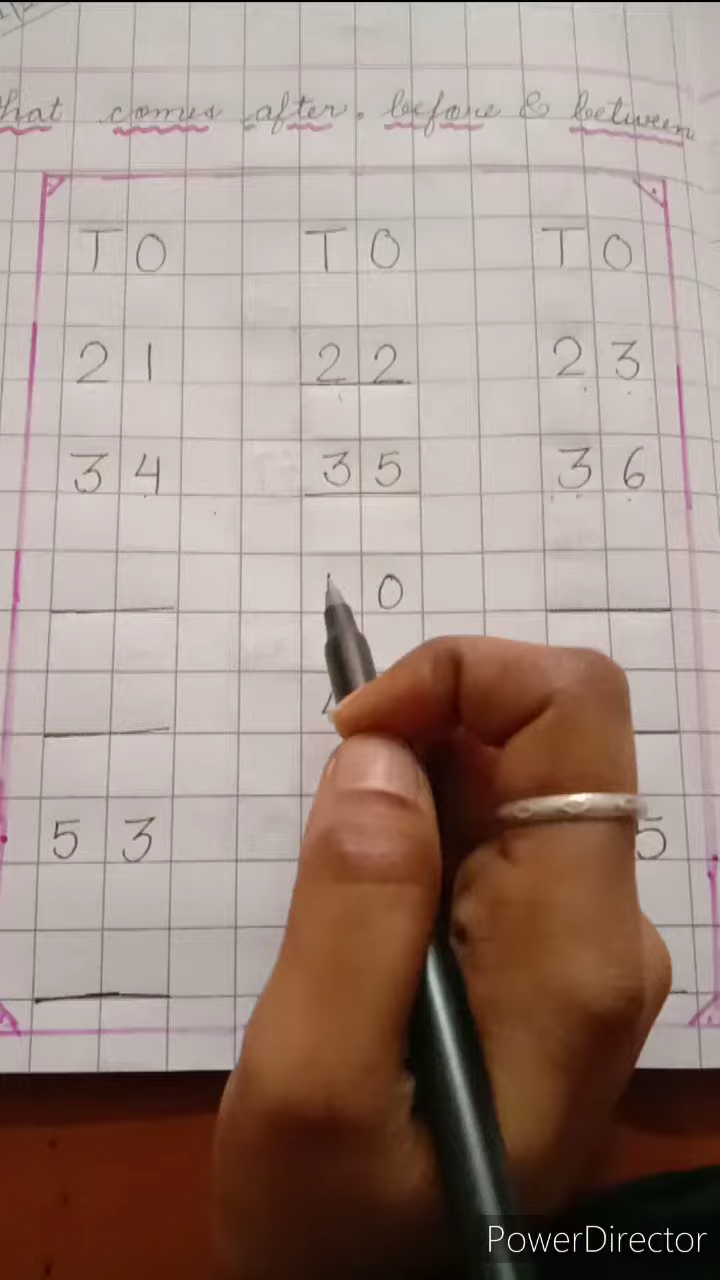 hat comes after, before & between
T O T O T O
2 1 2 2 2 3
3 4 3 5 3 6
0
5 3 5
PowerDirector